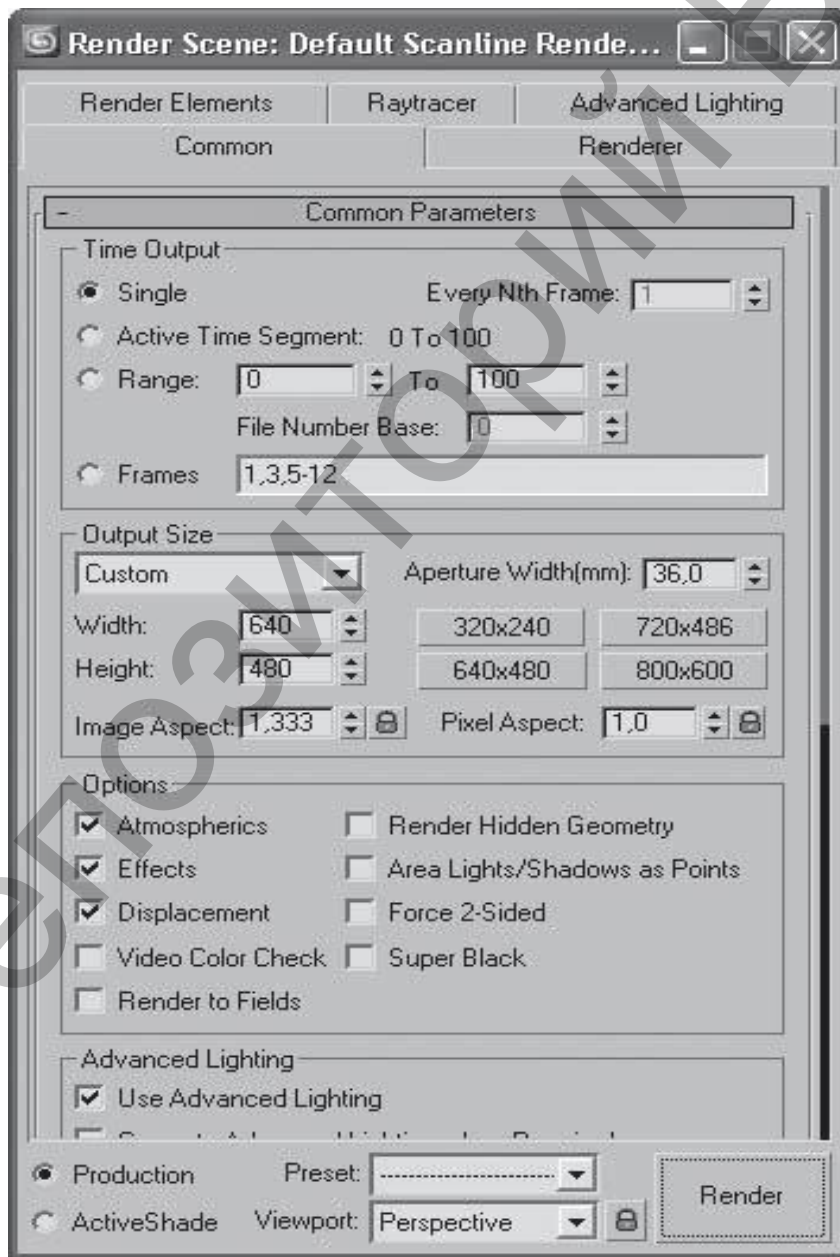 Render Scene: Default Scanline Rende...
Render Elements Raytracer Advanced Lighting
Common Renderer
- Common Parameters
Time Output
Single Every Nth Frame: 1
Active Time Segment: 0 To 100
Range: 0 To 100
File Number Base: 0
Frames 1,3,5-12
Output Size
Custom Aperture Width(mm): 36,0
Width: 640 320x240 720x486
Height: 480 640x480 800x600
Image Aspect: 1,333 Pixel Aspect: 1,0
Options
Atmospherics Render Hidden Geometry
Effects Area Lights/Shadows as Points
Displacement Force 2-Sided
Video Color Check Super Black
Render to Fields
Advanced Lighting
Use Advanced Lighting
Production Preset: --------------------
ActiveShade Viewport: Perspective
Render
епозиторий В